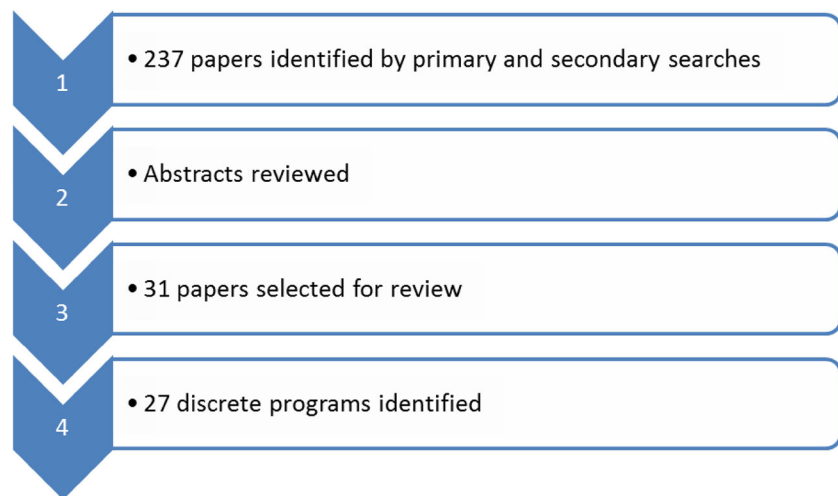 1
• 237 papers identified by primary and secondary searches
2
• Abstracts reviewed
3
• 31 papers selected for review
4
• 27 discrete programs identified